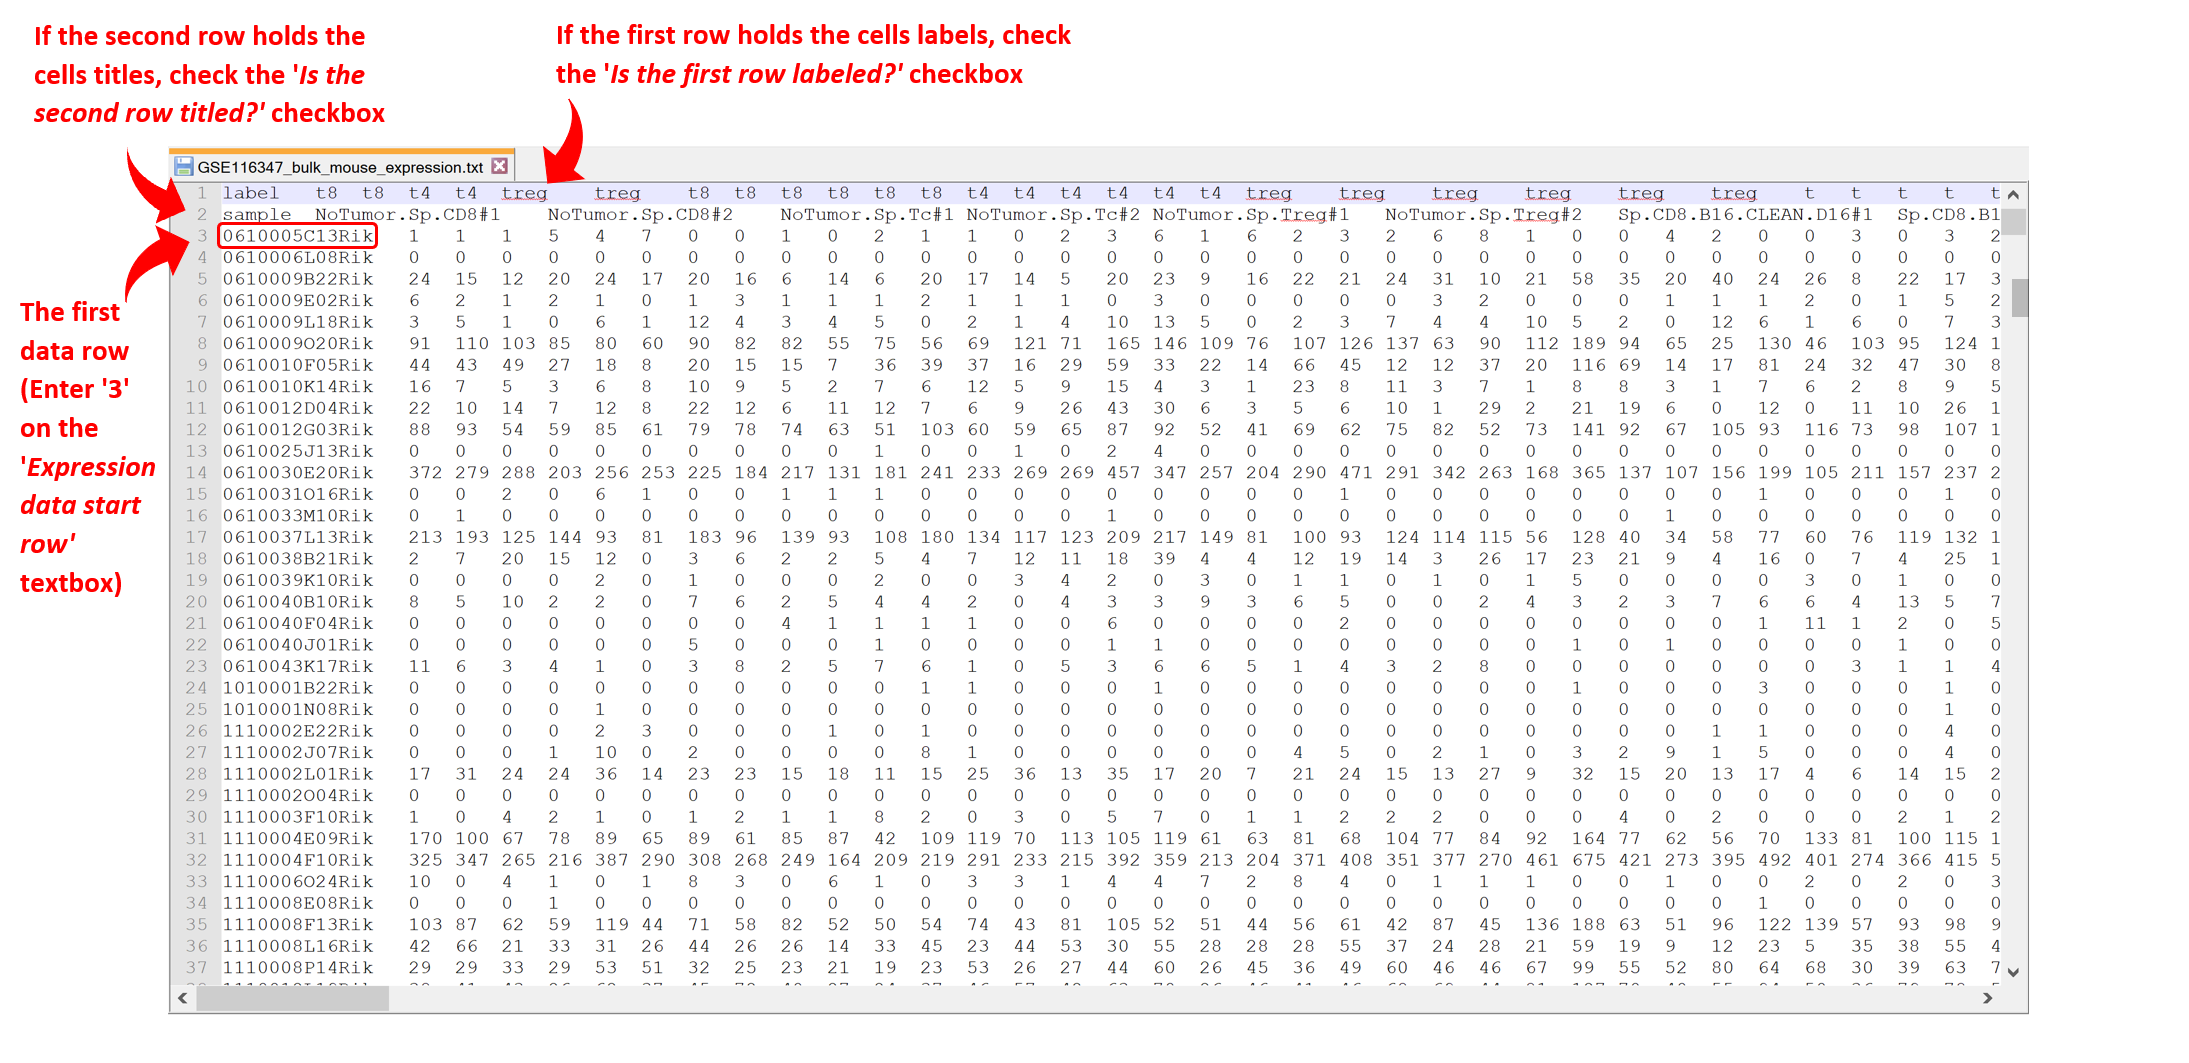 If the second row holds the
cells titles, check the 'Is the
second row titled?' checkbox
If the first row holds the cells labels, check
the 'Is the first row labeled?' checkbox
The first
data row
(Enter '3'
on the
'Expression
data start
row'
textbox)
GSE116347_bulk_mouse_expression.txt
1 label t8 t8 t4 t4 treg treg t8 t8 t8 t8 t8 t8 t4 t4 t4 t4 t4 t4 treg treg treg treg treg treg t t t t t
2 sample NoTumor.Sp.CD8#1 NoTumor.Sp.CD8#2 NoTumor.Sp.Tc#1 NoTumor.Sp.Tc#2 NoTumor.Sp.Treg#1 NoTumor.Sp.Treg#2 Sp.CD8.B16.CLEAN.D16#1 Sp.CD8.B1
3 0610005C13Rik 1 1 1 5 4 7 0 0 1 0 2 1 1 0 2 3 6 1 6 2 3 2 6 8 1 0 0 4 2 0 0 3 0 3 2
4 0610006L08Rik 0 0 0 0 0 0 0 0 0 0 0 0 0 0 0 0 0 0 0 0 0 0 0 0 0 0 0 0 0 0 0 0 0 0 0
5 0610009B22Rik 24 15 12 20 24 17 20 16 6 14 6 20 17 14 5 20 23 9 16 22 21 24 31 10 21 58 35 20 40 24 26 8 22 17 3
6 0610009E02Rik 6 2 1 2 1 0 1 3 1 1 1 2 1 1 1 0 3 0 0 0 0 0 3 2 0 0 0 1 1 1 2 0 1 5 2
7 0610009L18Rik 3 5 1 0 6 1 12 4 3 4 5 0 2 1 4 10 13 5 0 2 3 7 4 4 10 5 2 0 12 6 1 6 0 7 3
8 0610009O20Rik 91 110 103 85 80 60 90 82 82 55 75 56 69 121 71 165 146 109 76 107 126 137 63 90 112 189 94 65 25 130 46 103 95 124 1
9 0610010F05Rik 44 43 49 27 18 8 20 15 15 7 36 39 37 16 29 59 33 22 14 66 45 12 12 37 20 116 69 14 17 81 24 32 47 30 8
10 0610010K14Rik 16 7 5 3 6 8 10 9 5 2 7 6 12 5 9 15 4 3 1 23 8 11 3 7 1 8 8 3 1 7 6 2 8 9 5
11 0610012D04Rik 22 10 14 7 12 8 22 12 6 11 12 7 6 9 26 43 30 6 3 5 6 10 1 29 2 21 19 6 0 12 0 11 10 26 1
12 0610012G03Rik 88 93 54 59 85 61 79 78 74 63 51 103 60 59 65 87 92 52 41 69 62 75 82 52 73 141 92 67 105 93 116 73 98 107 1
13 0610025J13Rik 0 0 0 0 0 0 0 0 0 0 1 0 0 1 0 2 4 0 0 0 0 0 0 0 0 0 0 0 0 0 0 0 0 0 0
14 0610030E20Rik 372 279 288 203 256 253 225 184 217 131 181 241 233 269 269 457 347 257 204 290 471 291 342 263 168 365 137 107 156 199 105 211 157 237 2
15 0610031O16Rik 0 0 2 0 6 1 0 0 1 1 1 0 0 0 0 0 0 0 0 0 1 0 0 0 0 0 0 0 0 1 0 0 0 1 0
16 0610033M10Rik 0 1 0 0 0 0 0 0 0 0 0 0 0 0 0 1 0 0 0 0 0 0 0 0 0 0 0 1 0 0 0 0 0 0 0
17 0610037L13Rik 213 193 125 144 93 81 183 96 139 93 108 180 134 117 123 209 217 149 81 100 93 124 114 115 56 128 40 34 58 77 60 76 119 132 1
18 0610038B21Rik 2 7 20 15 12 0 3 6 2 2 5 4 7 12 11 18 39 4 4 12 19 14 3 26 17 23 21 9 4 16 0 7 4 25 1
19 0610039K10Rik 0 0 0 0 2 0 1 0 0 0 2 0 0 3 4 2 0 3 0 1 1 0 1 0 1 5 0 0 0 0 3 0 1 0 0
20 0610040B10Rik 8 5 10 2 2 0 7 6 2 5 4 4 2 0 4 3 3 9 3 6 5 0 0 2 4 3 2 3 7 6 6 4 13 5 7
21 0610040F04Rik 0 0 0 0 0 0 0 0 4 1 1 1 1 0 0 6 0 0 0 0 2 0 0 0 0 0 0 0 0 1 11 1 2 0 5
22 0610040J01Rik 0 0 0 0 0 0 5 0 0 0 1 0 0 0 0 1 1 0 0 0 0 0 0 0 0 1 0 1 0 0 0 0 1 0 0
23 0610043K17Rik 11 6 3 4 1 0 3 8 2 5 7 6 1 0 5 3 6 6 5 1 4 3 2 8 0 0 0 0 0 0 0 3 1 1 4
24 1010001B22Rik 0 0 0 0 0 0 0 0 0 0 0 1 1 0 0 0 1 0 0 0 0 0 0 0 0 1 0 0 0 3 0 0 0 1 0
25 1010001N08Rik 0 0 0 0 1 0 0 0 0 0 0 0 0 0 0 0 0 0 0 0 0 0 0 0 0 0 0 0 0 0 0 0 0 1 0
26 1110002E22Rik 0 0 0 0 2 3 0 0 0 1 0 1 0 0 0 0 0 0 0 0 0 0 0 0 0 0 0 0 1 1 0 0 0 4 0
27 1110002J07Rik 0 0 0 1 10 0 2 0 0 0 0 8 1 0 0 0 0 0 0 4 5 0 2 1 0 3 2 9 1 5 0 0 0 4 0
28 1110002L01Rik 17 31 24 24 36 14 23 23 15 18 11 15 25 36 13 35 17 20 7 21 24 15 13 27 9 32 15 20 13 17 4 6 14 15 2
29 1110002O04Rik 0 0 0 0 0 0 0 0 0 0 0 0 0 0 0 0 0 0 0 0 0 0 0 0 0 0 0 0 0 0 0 0 0 0 0
30 1110003F10Rik 1 0 4 2 1 0 1 2 1 1 8 2 0 3 0 5 7 0 1 1 2 2 2 0 0 0 4 0 2 0 0 0 2 1 2
31 1110004E09Rik 170 100 67 78 89 65 89 61 85 87 42 109 119 70 113 105 119 61 63 81 68 104 77 84 92 164 77 62 56 70 133 81 100 115 1
32 1110004F10Rik 325 347 265 216 387 290 308 268 249 164 209 219 291 233 215 392 359 213 204 371 408 351 377 270 461 675 421 273 395 492 401 274 366 415 5
33 1110006O24Rik 10 0 4 1 0 1 8 3 0 6 1 0 3 3 1 4 4 7 2 8 4 0 1 1 1 0 0 1 0 0 2 0 2 0 3
34 1110008E08Rik 0 0 0 1 0 0 0 0 0 0 0 0 0 0 0 0 0 0 0 0 0 0 0 0 0 0 0 0 0 1 0 0 0 0 0
35 1110008F13Rik 103 87 62 59 119 44 71 58 82 52 50 54 74 43 81 105 52 51 44 56 61 42 87 45 136 188 63 51 96 122 139 57 93 98 9
36 1110008L16Rik 42 66 21 33 31 26 44 26 26 14 33 45 23 44 53 30 55 28 28 28 55 37 24 28 21 59 19 9 12 23 5 35 38 55 4
37 1110008P14Rik 29 29 33 29 53 51 32 25 23 21 19 23 53 26 27 44 60 26 45 36 49 60 46 46 67 99 55 52 80 64 68 30 39 63 7